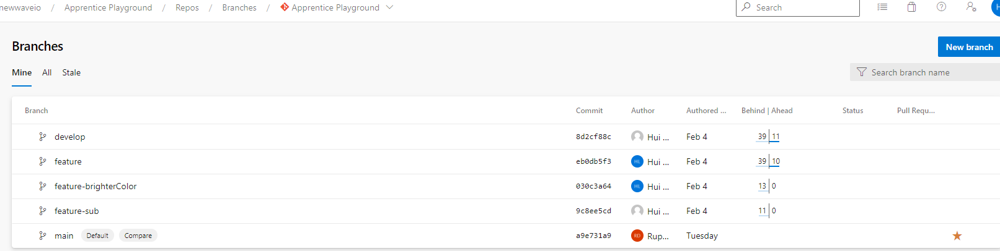 newwaveio / Apprentice Playground / Repos / Branches / Apprentice Playground
Search
Branches
New branch
Mine All Stale
Search branch name
Branch Commit Author Authored ... Behind | Ahead Status Pull Requ...
develop 8d2cf88c Hui ... Feb 4 39 11
feature eb0db5f3 HL Hui ... Feb 4 39 10
feature-brighterColor 030c3a64 HL Hui ... Feb 4 13 0
feature-sub 9c8ee5cd Hui ... Feb 4 11 0
main Default Compare a9e731a9 RD Rup... Tuesday